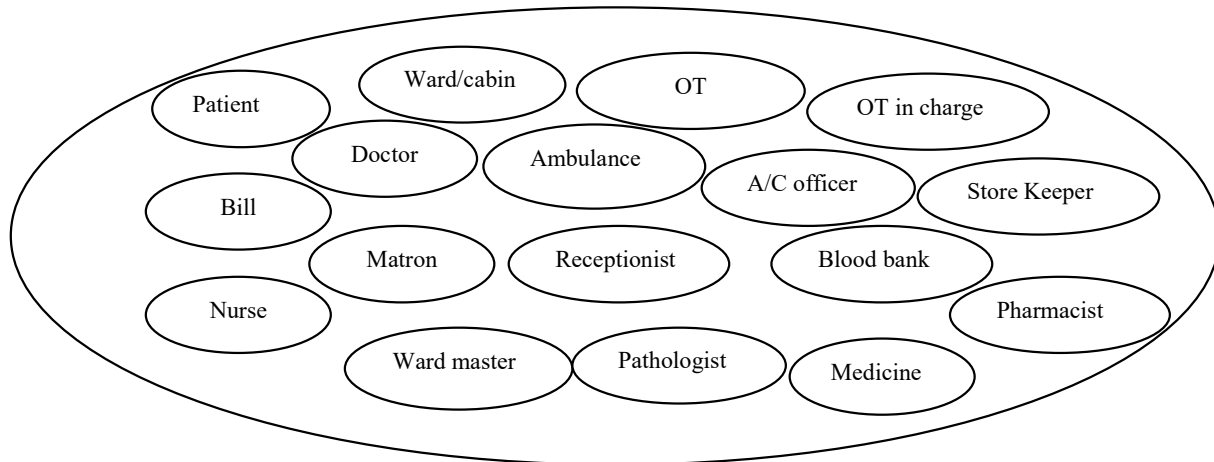 Ward/cabin
OT
Patient
OT in charge
Doctor
Ambulance
A/C officer
Store Keeper
Bill
Matron
Receptionist
Blood bank
Nurse
Pharmacist
Ward master
Pathologist
Medicine